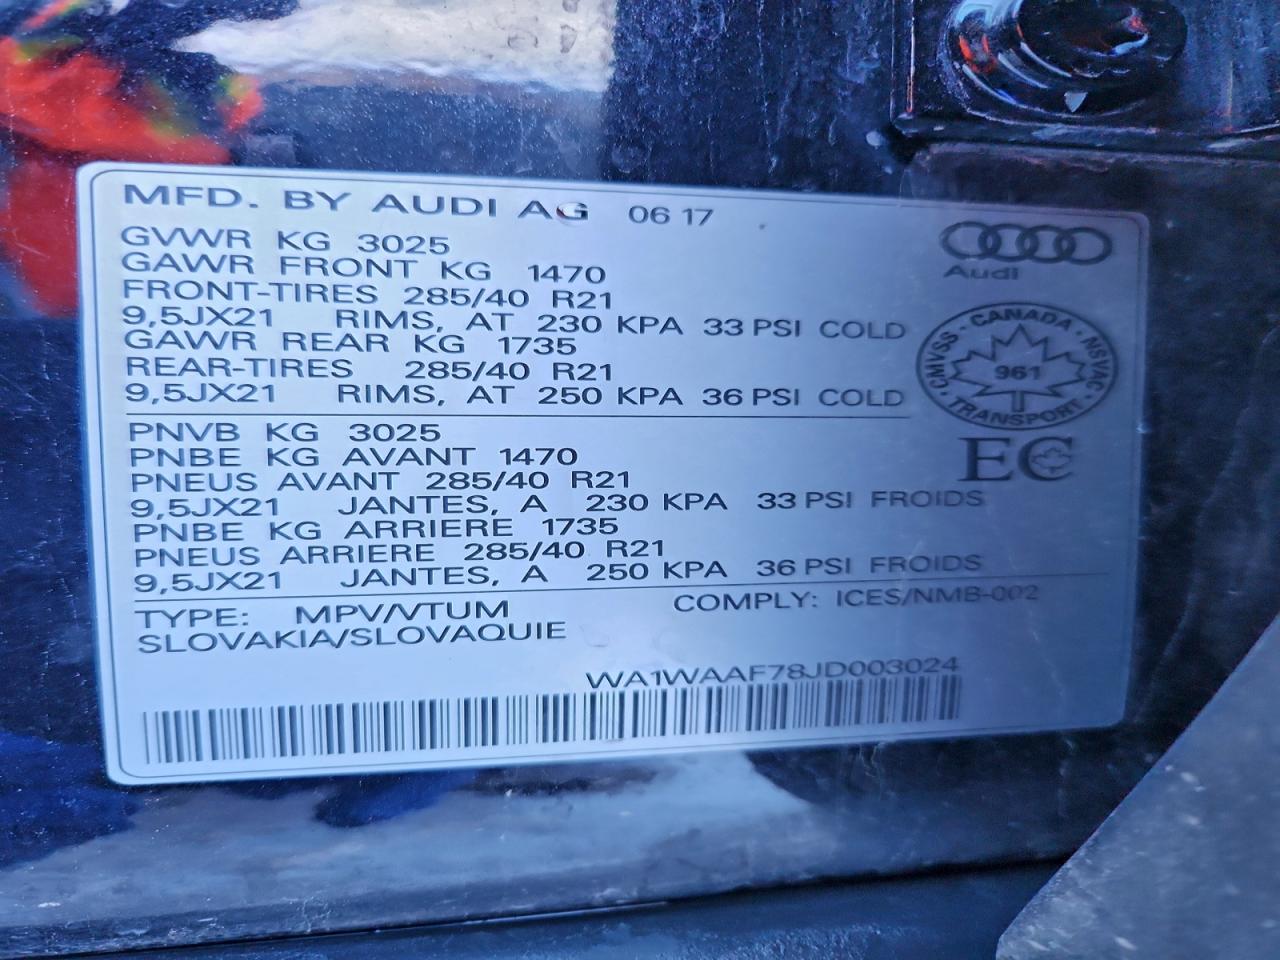 MFD. BY AUDI AG 06 17
GVWR KG 3025
GAWR FRONT KG 1470
FRONT-TIRES 285/40 R21
9,5JX21 RIMS, AT 230 KPA 33 PSI COLD
GAWR REAR KG 1735
REAR-TIRES 285/40 R21
9,5JX21 RIMS, AT 250 KPA 36 PSI COLD
Audi
CANADA
CMVSS - NSVAC
961
TRANSPORT
EC
PNVB KG 3025
PNBE KG AVANT 1470
PNEUS AVANT 285/40 R21
9,5JX21 JANTES, A 230 KPA 33 PSI FROIDS
PNBE KG ARRIERE 1735
PNEUS ARRIERE 285/40 R21
9,5JX21 JANTES, A 250 KPA 36 PSI FROIDS
TYPE: MPV/VTUM COMPLY: ICES/NMB-002
SLOVAKIA/SLOVAQUIE
WA1WAAF78JD003024